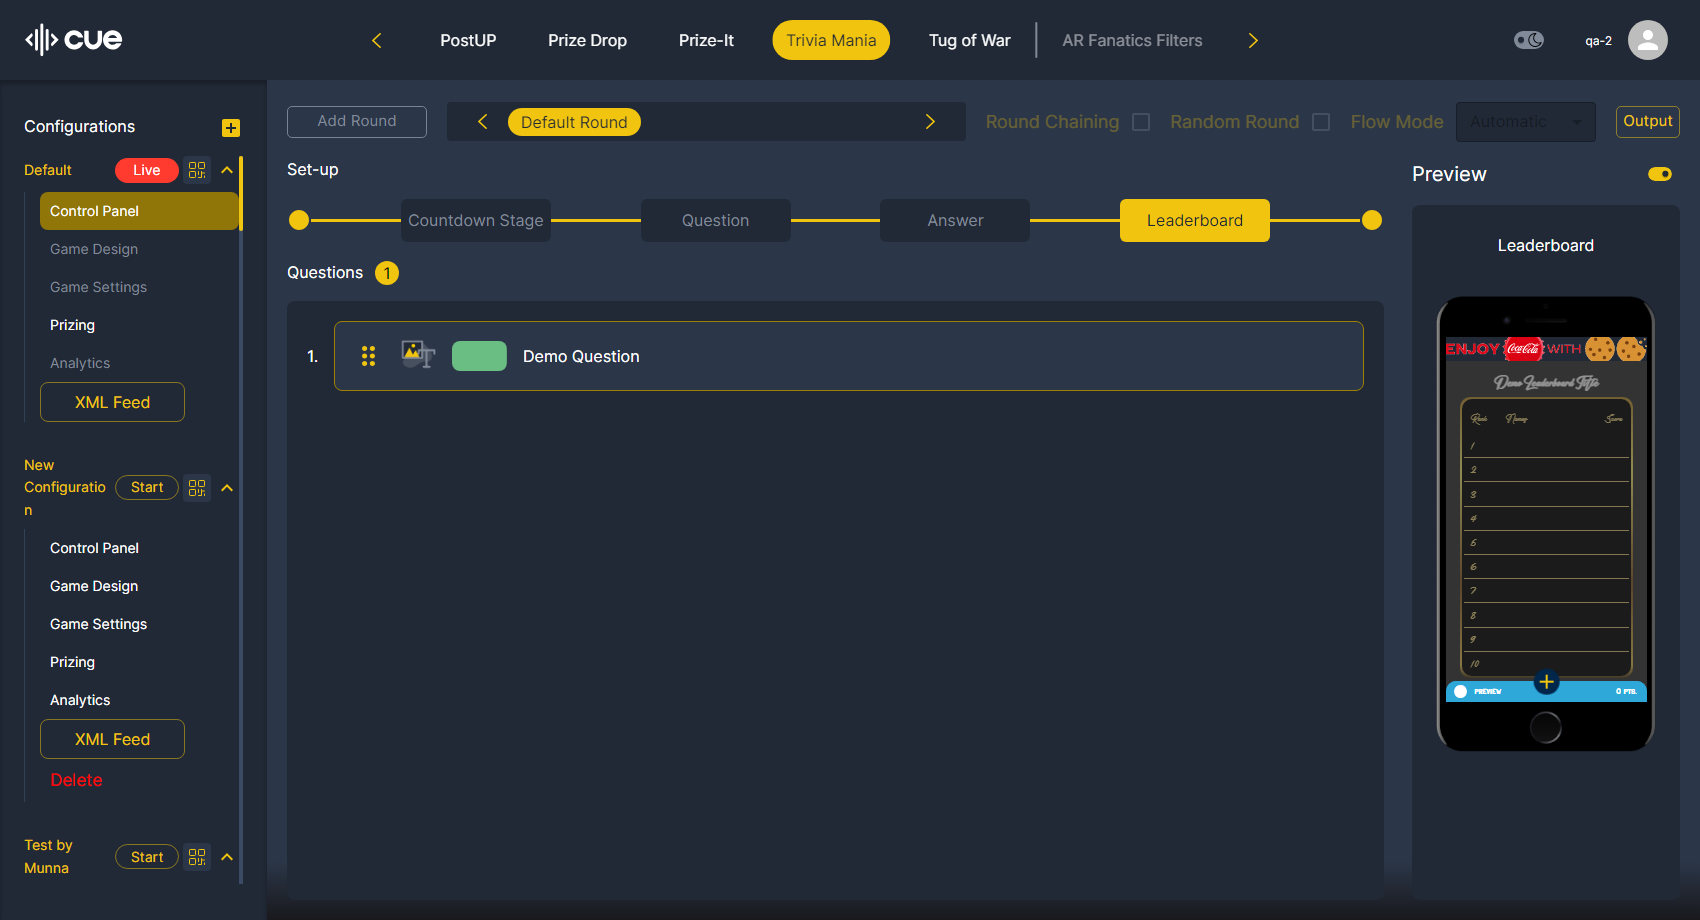 cue
PostUP
Prize Drop
Prize-It
Trivia Mania
Tug of War
AR Fanatics Filters
qa-2
Configurations
Default
Live
Control Panel
Game Design
Game Settings
Prizing
Analytics
XML Feed
New
Configuratio
n
Start
Control Panel
Game Design
Game Settings
Prizing
Analytics
XML Feed
Delete
Test by
Munna
Start
Add Round
Default Round
Round Chaining
Random Round
Flow Mode
Automatic
Output
Set-up
Countdown Stage
Question
Answer
Leaderboard
Questions 1
1.
Demo Question
Preview
Leaderboard
ENJOY Coca-Cola WITH
Demo Leaderboard Title
Rank Names Score
1
2
3
4
5
6
7
8
9
10
PREVIEW
0 PTS.